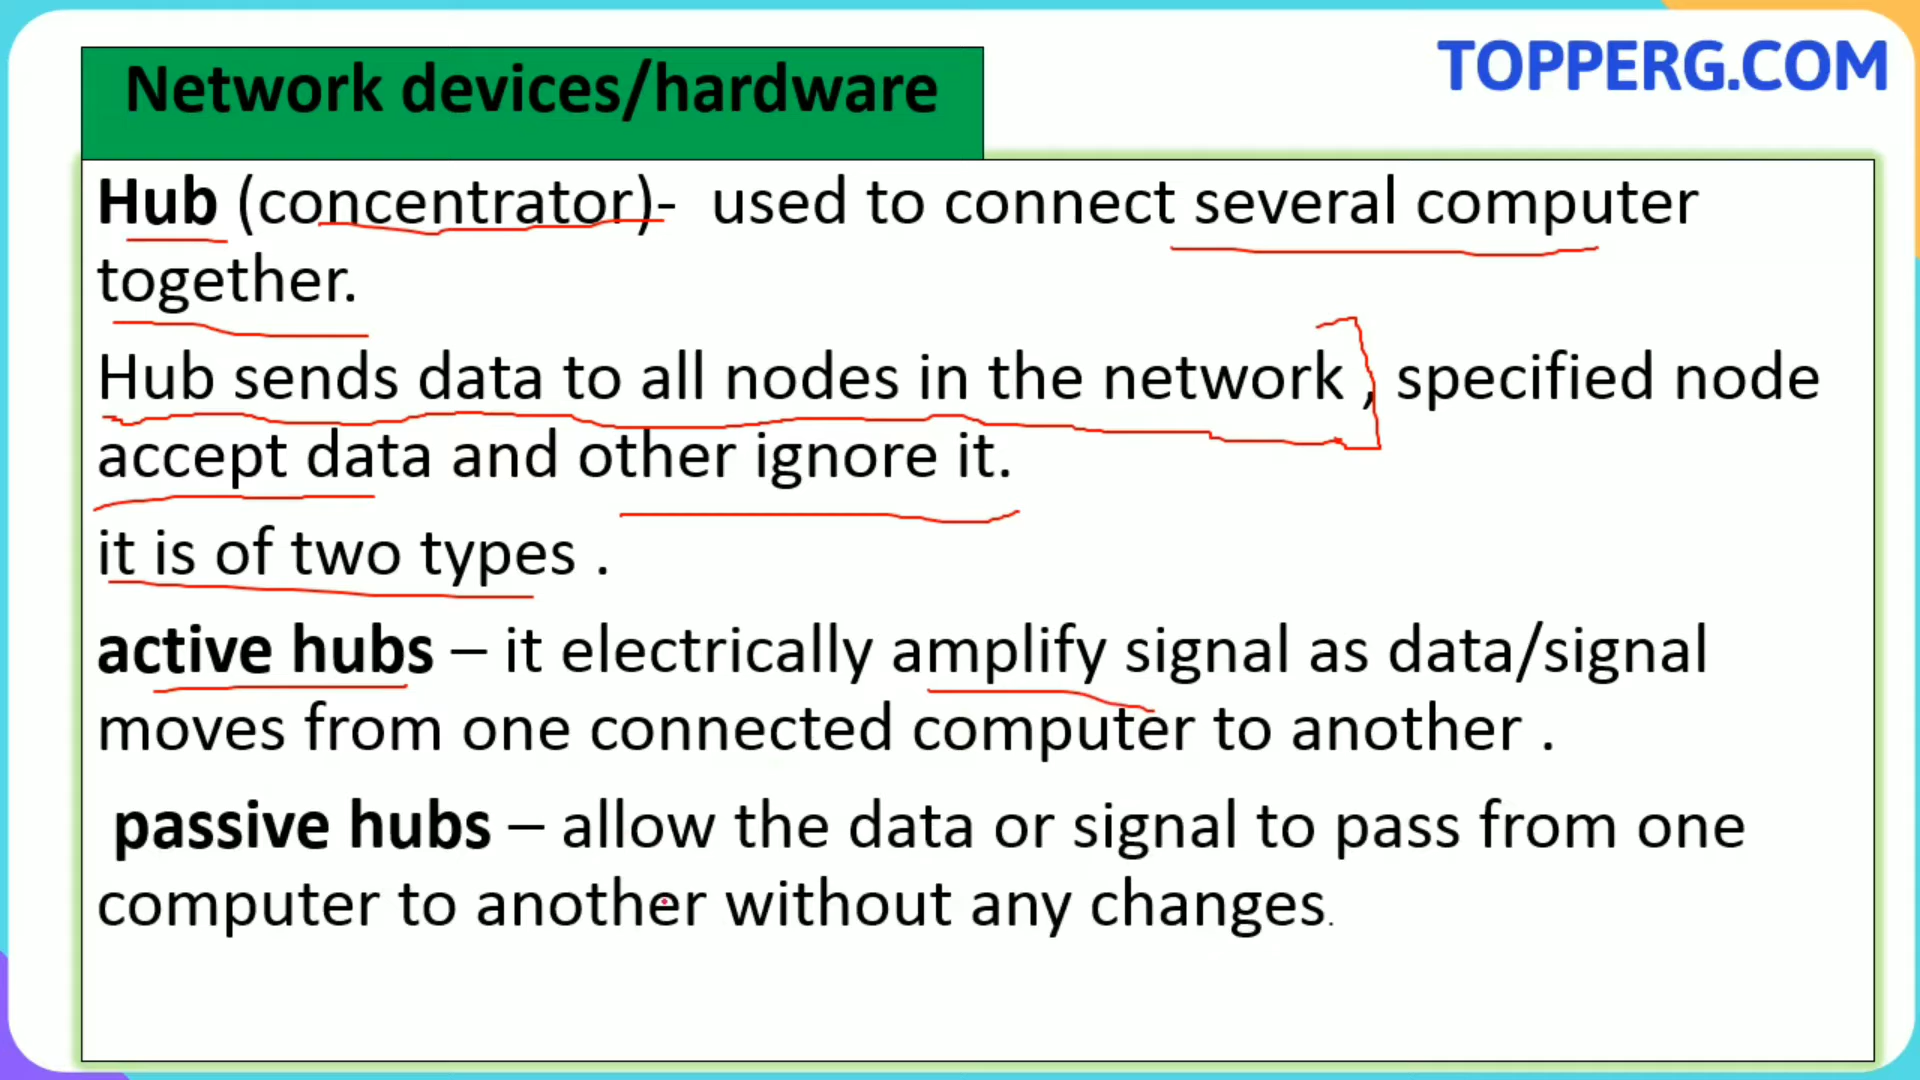 Network devices/hardware
TOPPERG.COM
Hub (concentrator)-  used to connect several computer
together.
Hub sends data to all nodes in the network , specified node
accept data and other ignore it.
it is of two types .
active hubs – it electrically amplify signal as data/signal
moves from one connected computer to another .
passive hubs – allow the data or signal to pass from one
computer to another without any changes.